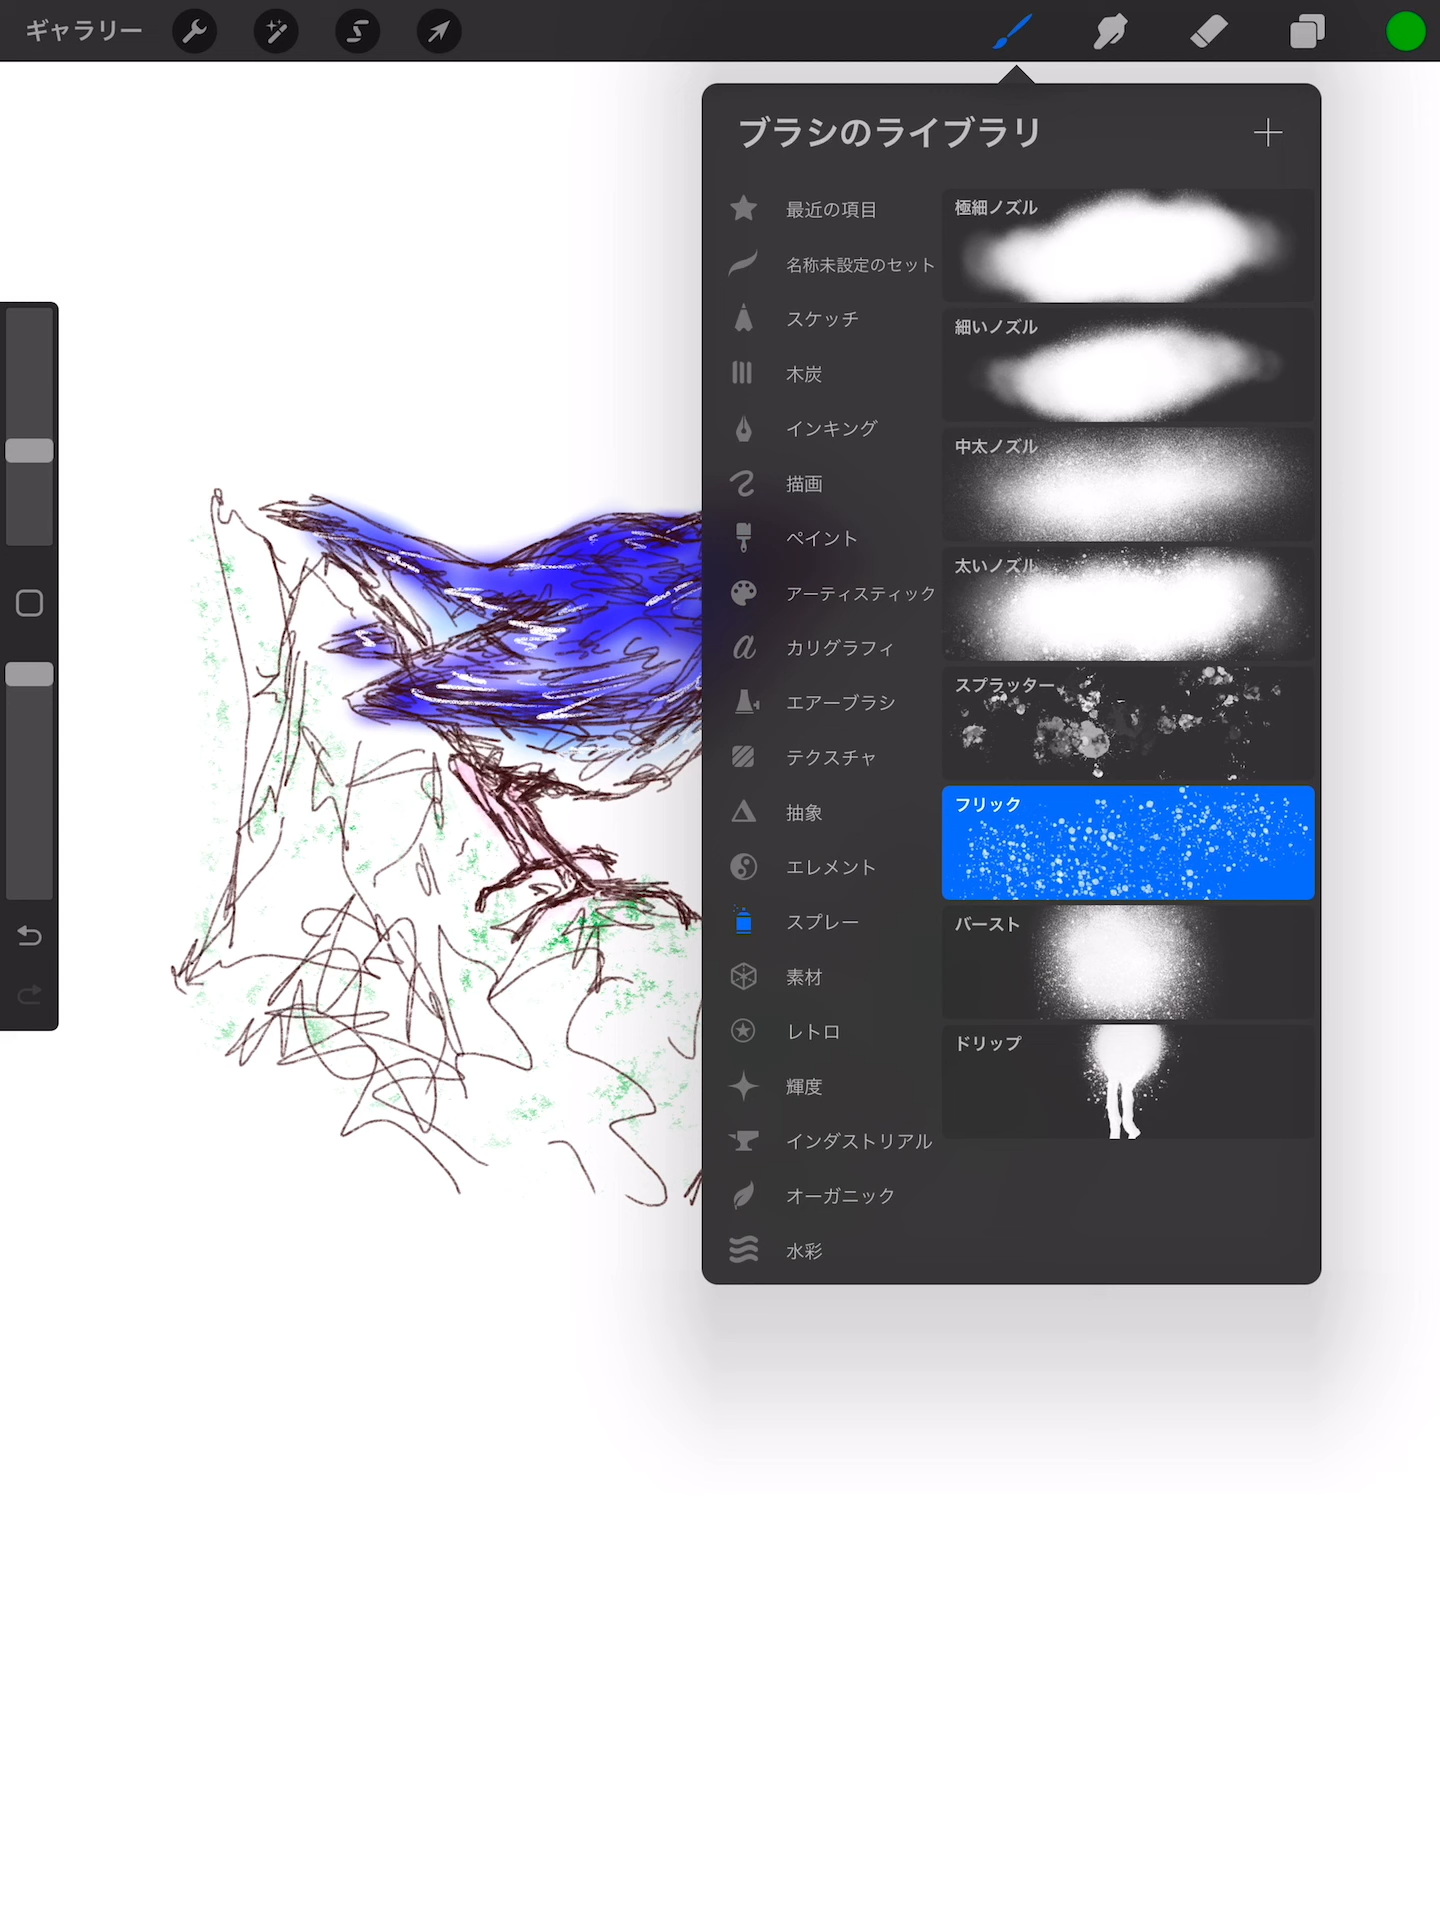 ギャラリー
ブラシのライブラリ
最近の項目
名称未設定のセット
スケッチ
木炭
インキング
描画
ペイント
アーティスティック
カリグラフィ
エアーブラシ
テクスチャ
抽象
エレメント
スプレー
素材
レトロ
輝度
インダストリアル
オーガニック
水彩
極細ノズル
細いノズル
中太ノズル
太いノズル
スプラッター
フリック
バースト
ドリップ